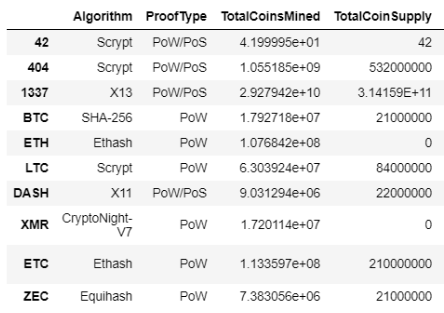 Algorithm ProofType TotalCoinsMined TotalCoinSupply
42 Scrypt PoW/PoS 4.199995e+01 42
404 Scrypt PoW/PoS 1.055185e+09 532000000
1337 X13 PoW/PoS 2.927942e+10 3.14159E+11
BTC SHA-256 PoW 1.792718e+07 21000000
ETH Ethash PoW 1.076842e+08 0
LTC Scrypt PoW 6.303924e+07 84000000
DASH X11 PoW/PoS 9.031294e+06 22000000
XMR CryptoNight-
V7 PoW 1.720114e+07 0
ETC Ethash PoW 1.133597e+08 210000000
ZEC Equihash PoW 7.383056e+06 21000000